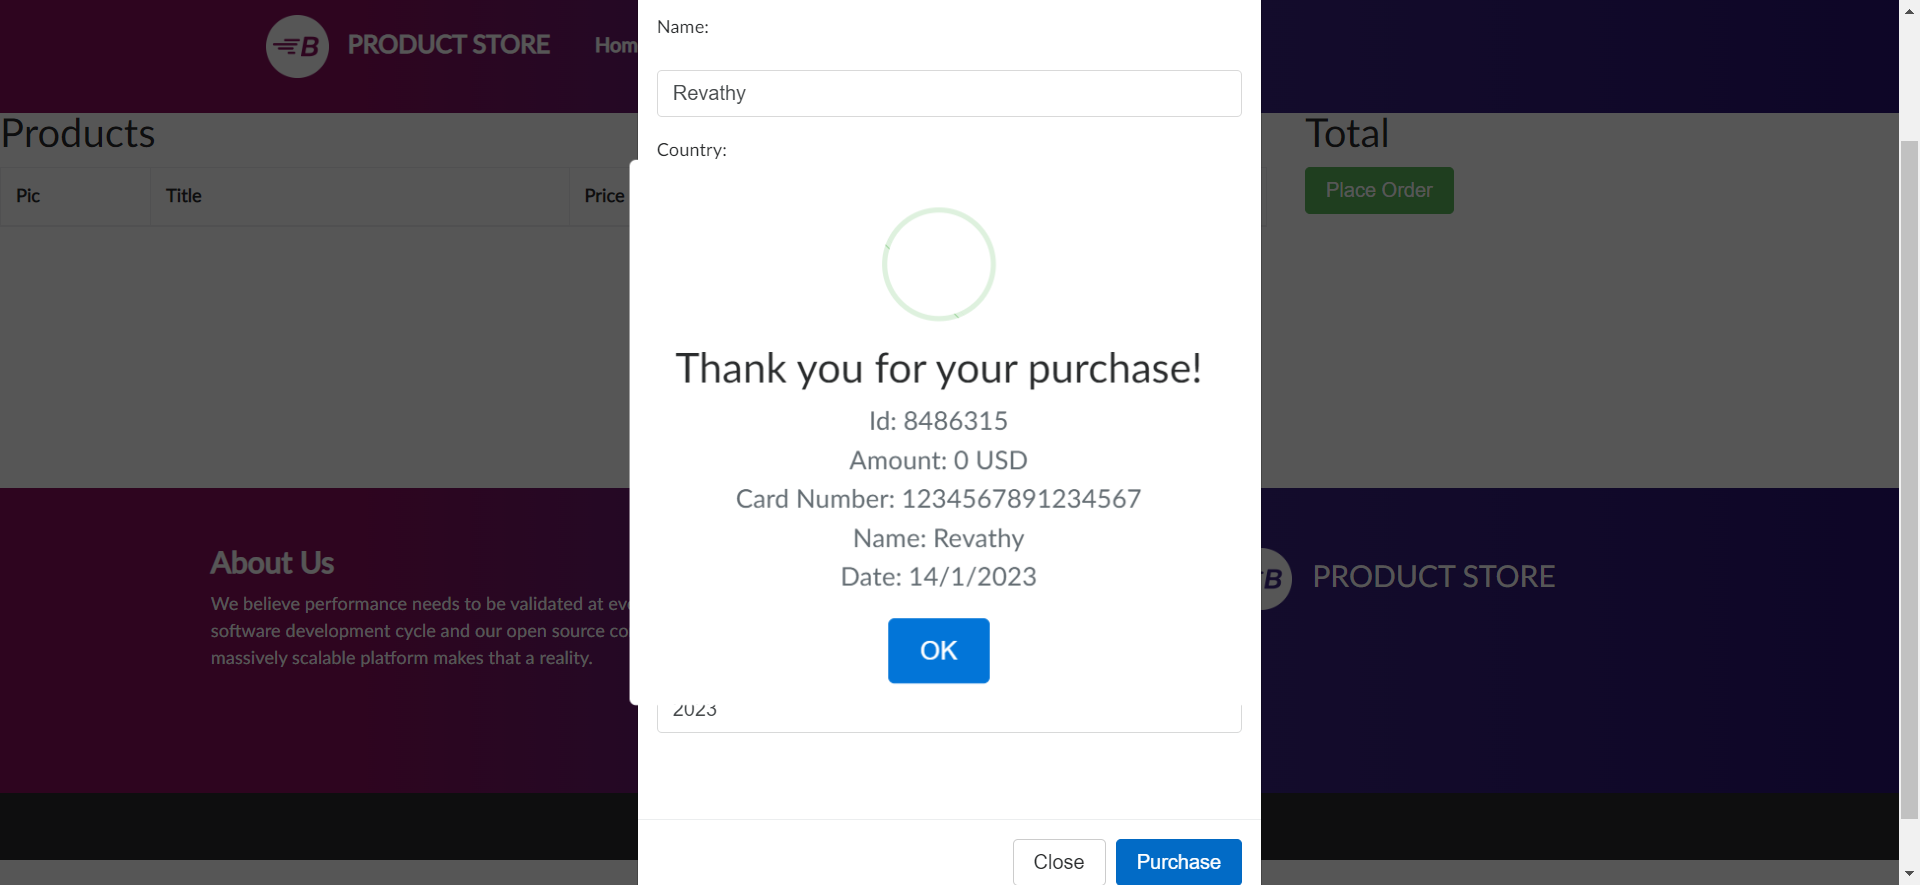 B PRODUCT STORE Hom
Name:
Revathy
Country:
Products
Total
Pic Title Price
Place Order
Thank you for your purchase!
Id: 8486315
Amount: 0 USD
Card Number: 1234567891234567
Name: Revathy
Date: 14/1/2023
OK
About Us
We believe performance needs to be validated at eve
software development cycle and our open source co
massively scalable platform makes that a reality.
B PRODUCT STORE
2023
Close Purchase